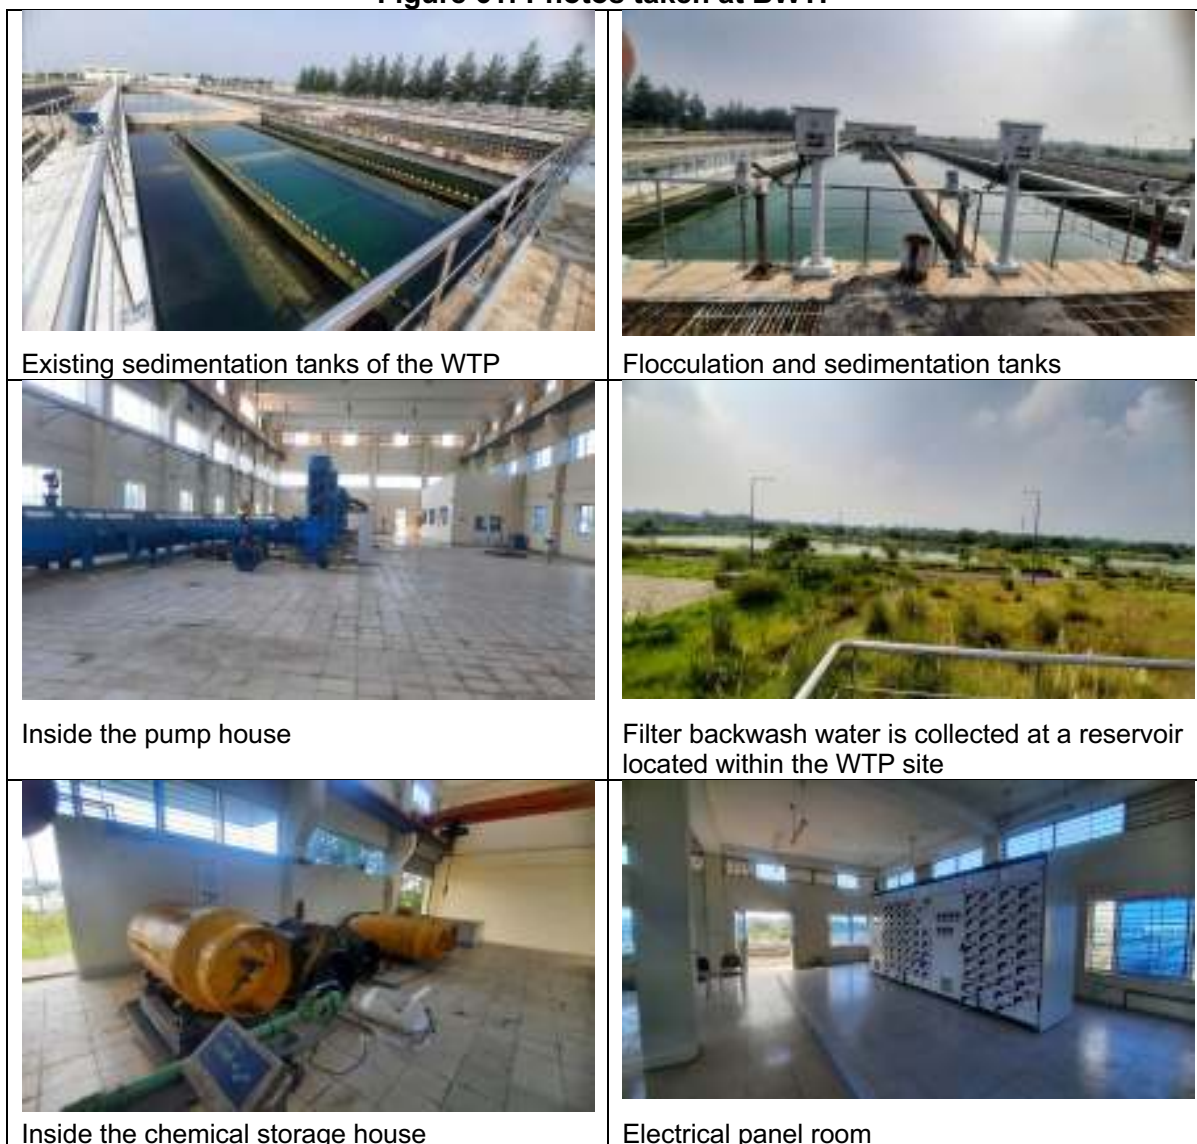 Existing sedimentation tanks of the WTP
Flocculation and sedimentation tanks
Inside the pump house
Filter backwash water is collected at a reservoir
located within the WTP site
Inside the chemical storage house
Electrical panel room